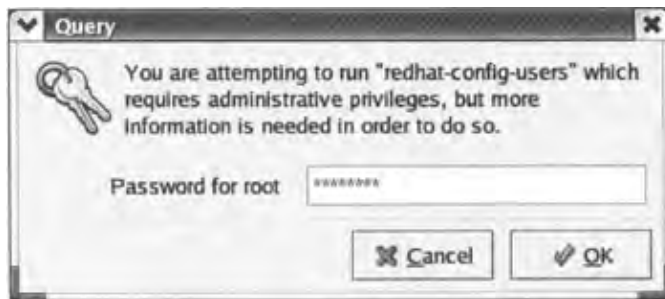 Query
You are attempting to run "redhat-config-users" which
requires administrative privileges, but more
information is needed in order to do so.
Password for root ********
Cancel
OK